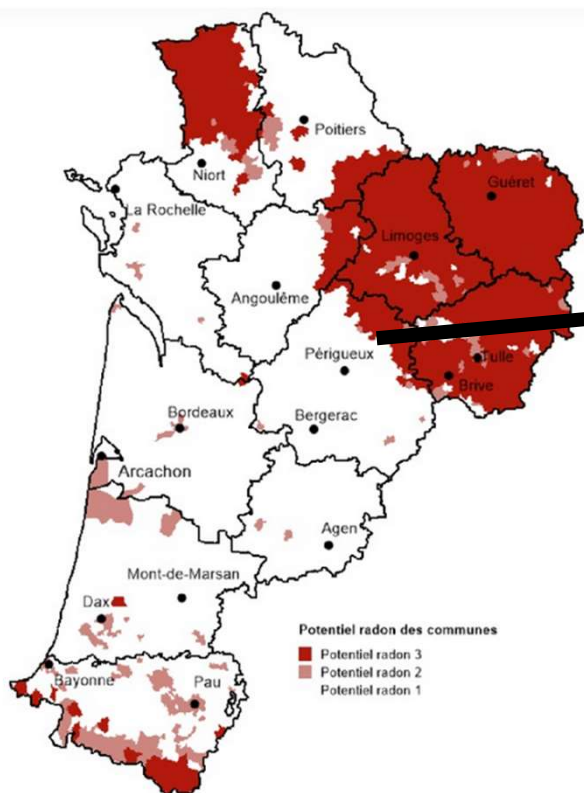 Poitiers
Niort
Guéret
La Rochelle
Limoges
Angoulême
Périgueux
Tulle
Brive
Bordeaux
Bergerac
Arcachon
Agen
Mont-de-Marsan
Dax
Bayonne
Pau
Potentiel radon des communes
Potentiel radon 3
Potentiel radon 2
Potentiel radon 1